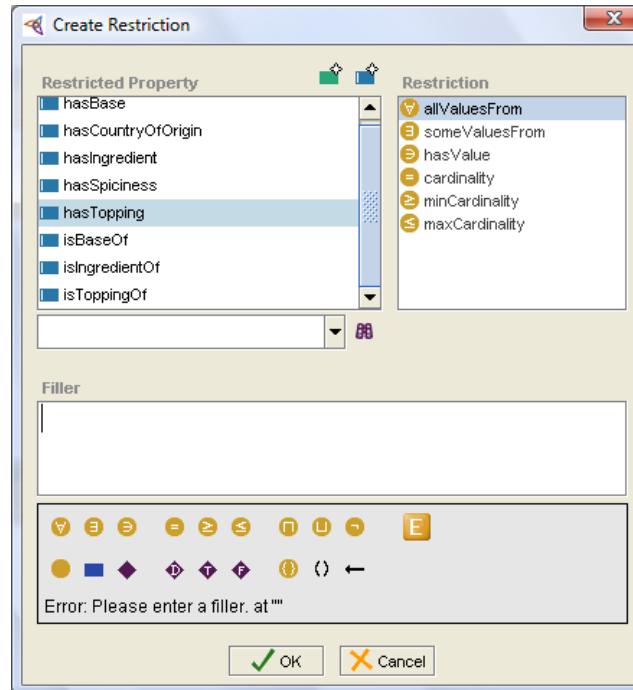 Create Restriction
Restricted Property
hasBase
hasCountryOfOrigin
hasIngredient
hasSpiciness
hasTopping
isBaseOf
isIngredientOf
isToppingOf
Restriction
∀ allValuesFrom
∃ someValuesFrom
∋ hasValue
= cardinality
≥ minCardinality
≤ maxCardinality
Filler
∀ ∃ ∋ = ≥ ≤ ⊓ ⊔ ¬ E
D T F {} ()
Error: Please enter a filler. at ""
OK Cancel